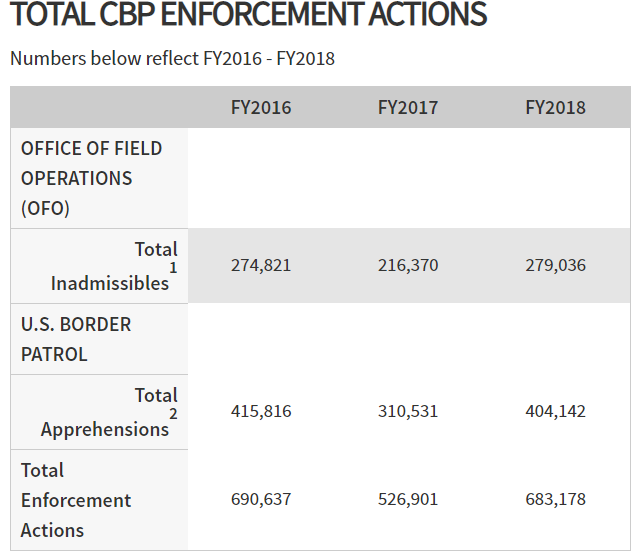 TOTAL CBP ENFORCEMENT ACTIONS
Numbers below reflect FY2016 - FY2018
FY2016 FY2017 FY2018
OFFICE OF FIELD
OPERATIONS
(OFO)
Total
Inadmissibles 1 274,821 216,370 279,036
U.S. BORDER
PATROL
Total
Apprehensions 2 415,816 310,531 404,142
Total
Enforcement 690,637 526,901 683,178
Actions